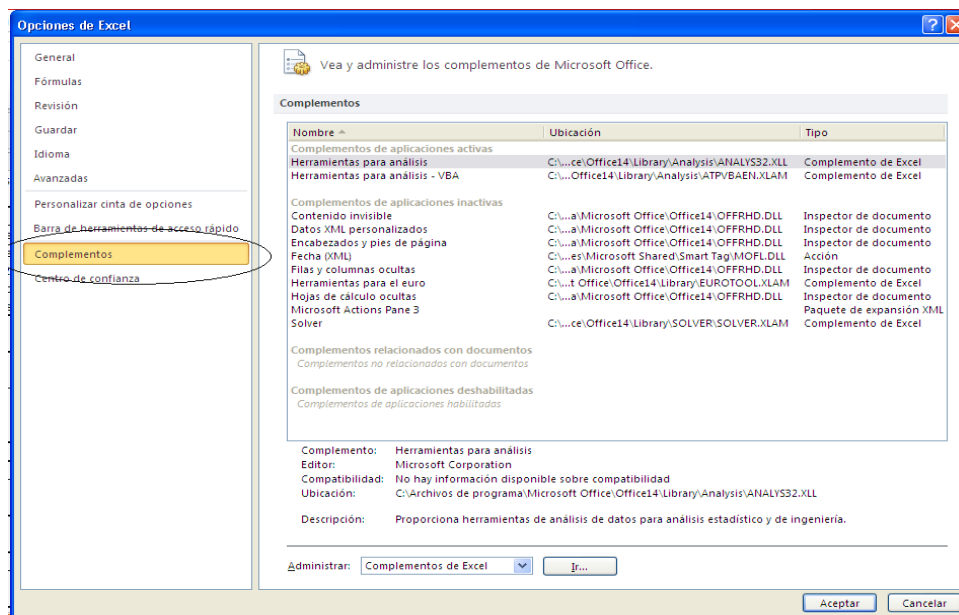 Opciones de Excel
General
Fórmulas
Revisión
Guardar
Idioma
Avanzadas
Personalizar cinta de opciones
Barra de herramientas de acceso rápido
Complementos
Centro de confianza
Vea y administre los complementos de Microsoft Office.
Complementos
Nombre Ubicación Tipo
Complementos de aplicaciones activas
Herramientas para análisis C:\...ce\Office14\Library\Analysis\ANALYS32.XLL Complemento de Excel
Herramientas para análisis - VBA C:\...Office14\Library\Analysis\ATPVBAEN.XLAM Complemento de Excel
Complementos de aplicaciones inactivas
Contenido invisible C:\...a\Microsoft Office\Office14\OFFRHD.DLL Inspector de documento
Datos XML personalizados C:\...a\Microsoft Office\Office14\OFFRHD.DLL Inspector de documento
Encabezados y pies de página C:\...a\Microsoft Office\Office14\OFFRHD.DLL Inspector de documento
Fecha (XML) C:\...es\Microsoft Shared\Smart Tag\MOFL.DLL Acción
Filas y columnas ocultas C:\...a\Microsoft Office\Office14\OFFRHD.DLL Inspector de documento
Herramientas para el euro C:\...t Office\Office14\Library\EUROTOOL.XLAM Complemento de Excel
Hojas de cálculo ocultas C:\...a\Microsoft Office\Office14\OFFRHD.DLL Inspector de documento
Microsoft Actions Pane 3 Paquete de expansión XML
Solver C:\...ce\Office14\Library\SOLVER\SOLVER.XLAM Complemento de Excel
Complementos relacionados con documentos
Complementos no relacionados con documentos
Complementos de aplicaciones deshabilitadas
Complementos de aplicaciones habilitadas
Complemento: Herramientas para análisis
Editor: Microsoft Corporation
Compatibilidad: No hay información disponible sobre compatibilidad
Ubicación: C:\Archivos de programa\Microsoft Office\Office14\Library\Analysis\ANALYS32.XLL
Descripción: Proporciona herramientas de análisis de datos para análisis estadístico y de ingeniería.
Administrar: Complementos de Excel Ir...
Aceptar Cancelar